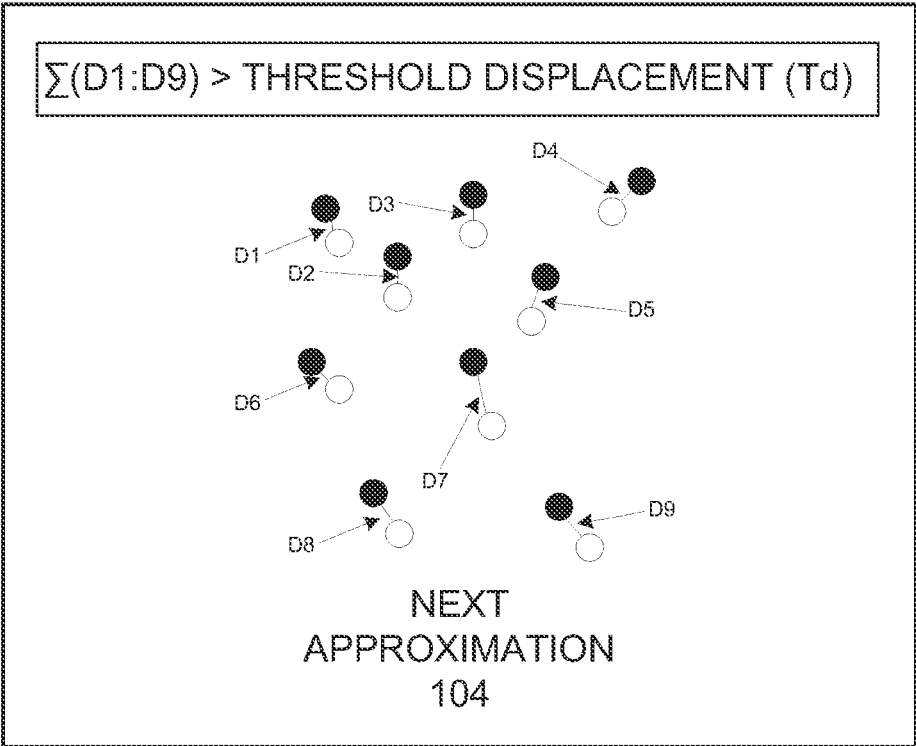 ∑(D1:D9) > THRESHOLD DISPLACEMENT (Td)
D4
D3
D1
D2
D5
D6
D7
D9
D8
NEXT
APPROXIMATION
104